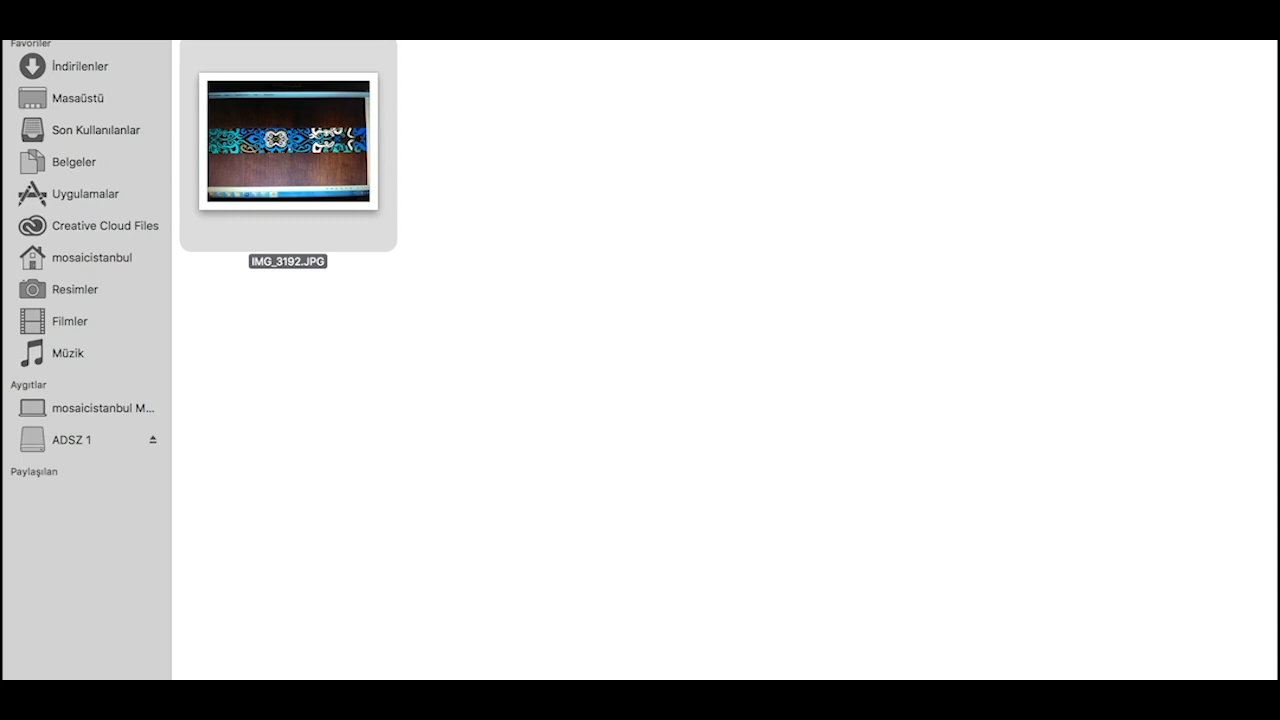 Favoriler
İndirilenler
Masaüstü
Son Kullanılanlar
Belgeler
Uygulamalar
Creative Cloud Files
mosaicistanbul
Resimler
Filmler
Müzik
Aygıtlar
mosaicistanbul M...
ADSZ 1
Paylaşılan
IMG_3192.JPG